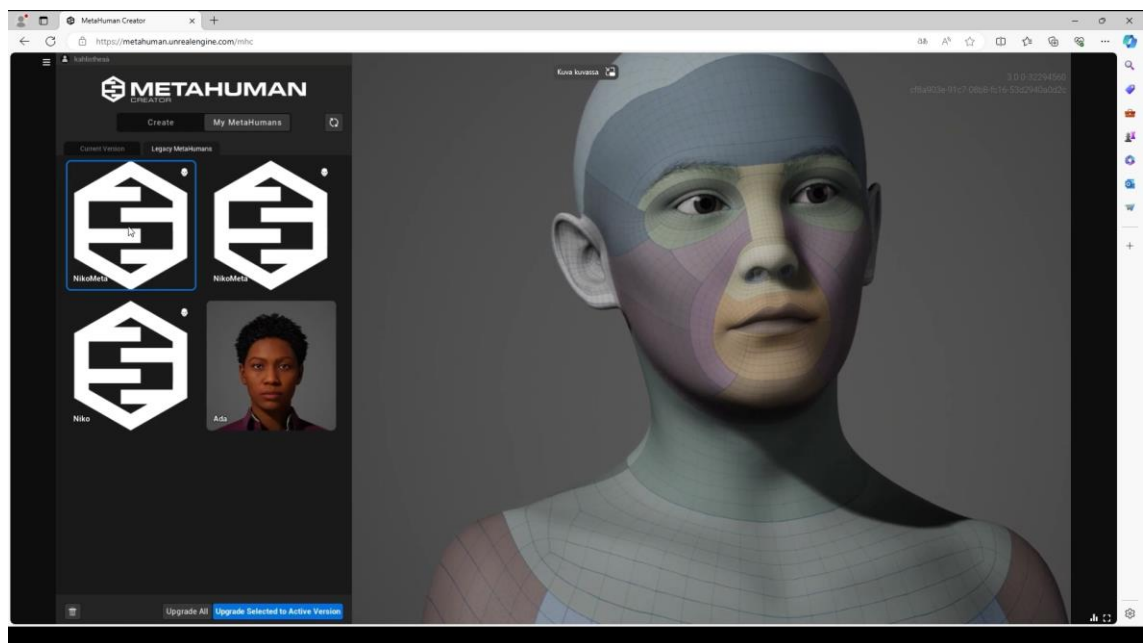 MetaHuman Creator
https://metahuman.unrealengine.com/mhc
kahliothesis
Kuva kuvassa
METAHUMAN
CREATOR
Create
My MetaHumans
Current Version
Legacy MetaHumans
NikoMeta
NikoMeta
Niko
Ada
Upgrade All
Upgrade Selected to Active Version